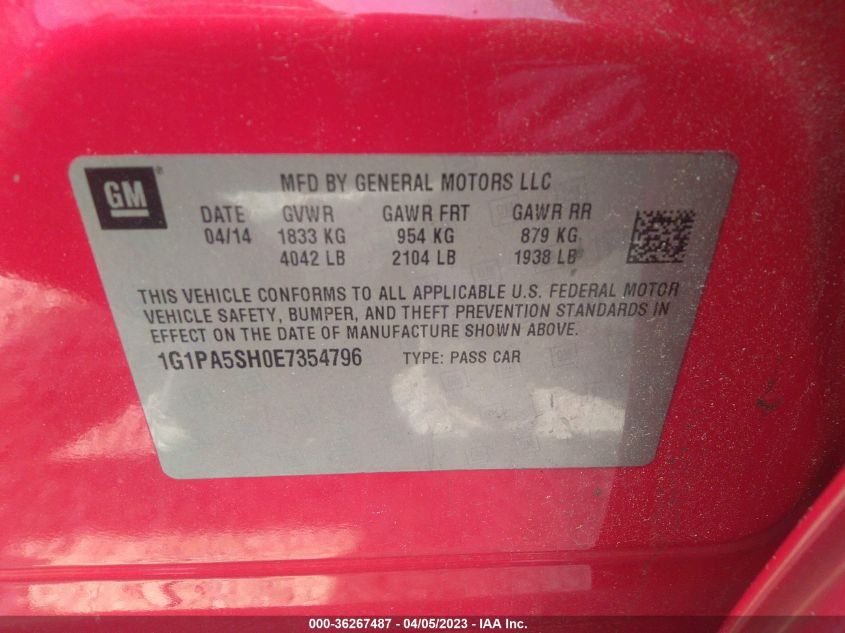 GM
MFD BY GENERAL MOTORS LLC
DATE GVWR GAWR FRT GAWR RR
04/14 1833 KG 954 KG 879 KG
4042 LB 2104 LB 1938 LB
THIS VEHICLE CONFORMS TO ALL APPLICABLE U.S. FEDERAL MOTOR
VEHICLE SAFETY, BUMPER, AND THEFT PREVENTION STANDARDS IN
EFFECT ON THE DATE OF MANUFACTURE SHOWN ABOVE.
1G1PA5SH0E7354796 TYPE: PASS CAR
000-36267487 - 04/05/2023 - IAA Inc.